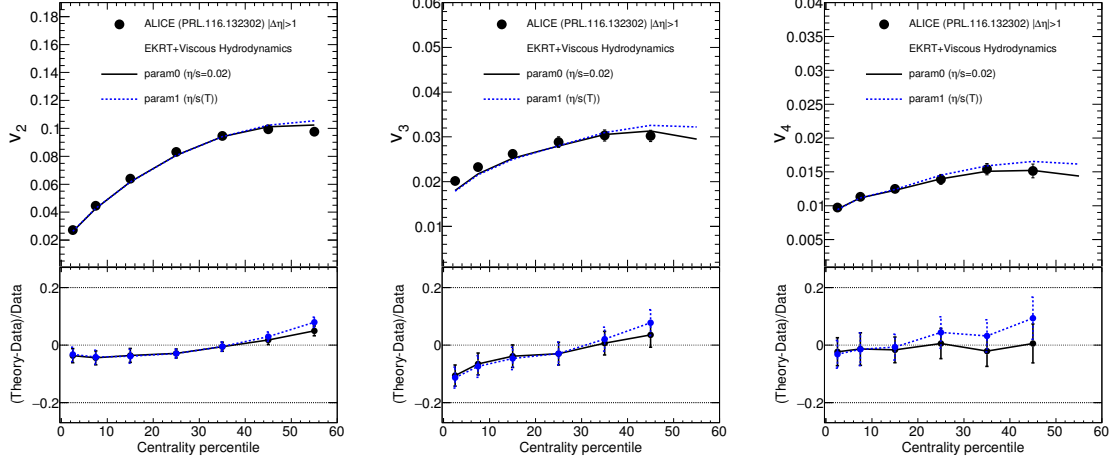 0.18
0.16
0.14
0.12
0.1
0.08
0.06
0.04
0.02
v2
ALICE (PRL.116.132302) |Δη|>1
EKRT+Viscous Hydrodynamics
param0 (η/s=0.02)
param1 (η/s(T))
0.2
0
−0.2
(Theory-Data)/Data
0 10 20 30 40 50 60
Centrality percentile
0.06
0.05
0.04
0.03
0.02
0.01
v3
ALICE (PRL.116.132302) |Δη|>1
EKRT+Viscous Hydrodynamics
param0 (η/s=0.02)
param1 (η/s(T))
0.2
0
−0.2
(Theory-Data)/Data
0 10 20 30 40 50 60
Centrality percentile
0.04
0.035
0.03
0.025
0.02
0.015
0.01
0.005
v4
ALICE (PRL.116.132302) |Δη|>1
EKRT+Viscous Hydrodynamics
param0 (η/s=0.02)
param1 (η/s(T))
0.2
0
−0.2
(Theory-Data)/Data
0 10 20 30 40 50 60
Centrality percentile